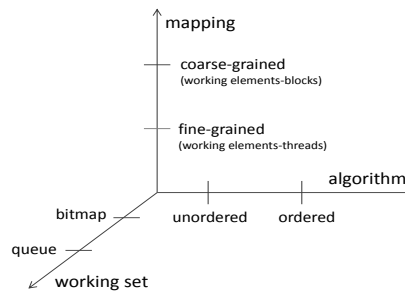 mapping
coarse-grained
(working elements-blocks)
fine-grained
(working elements-threads)
algorithm
bitmap
unordered
ordered
queue
working set